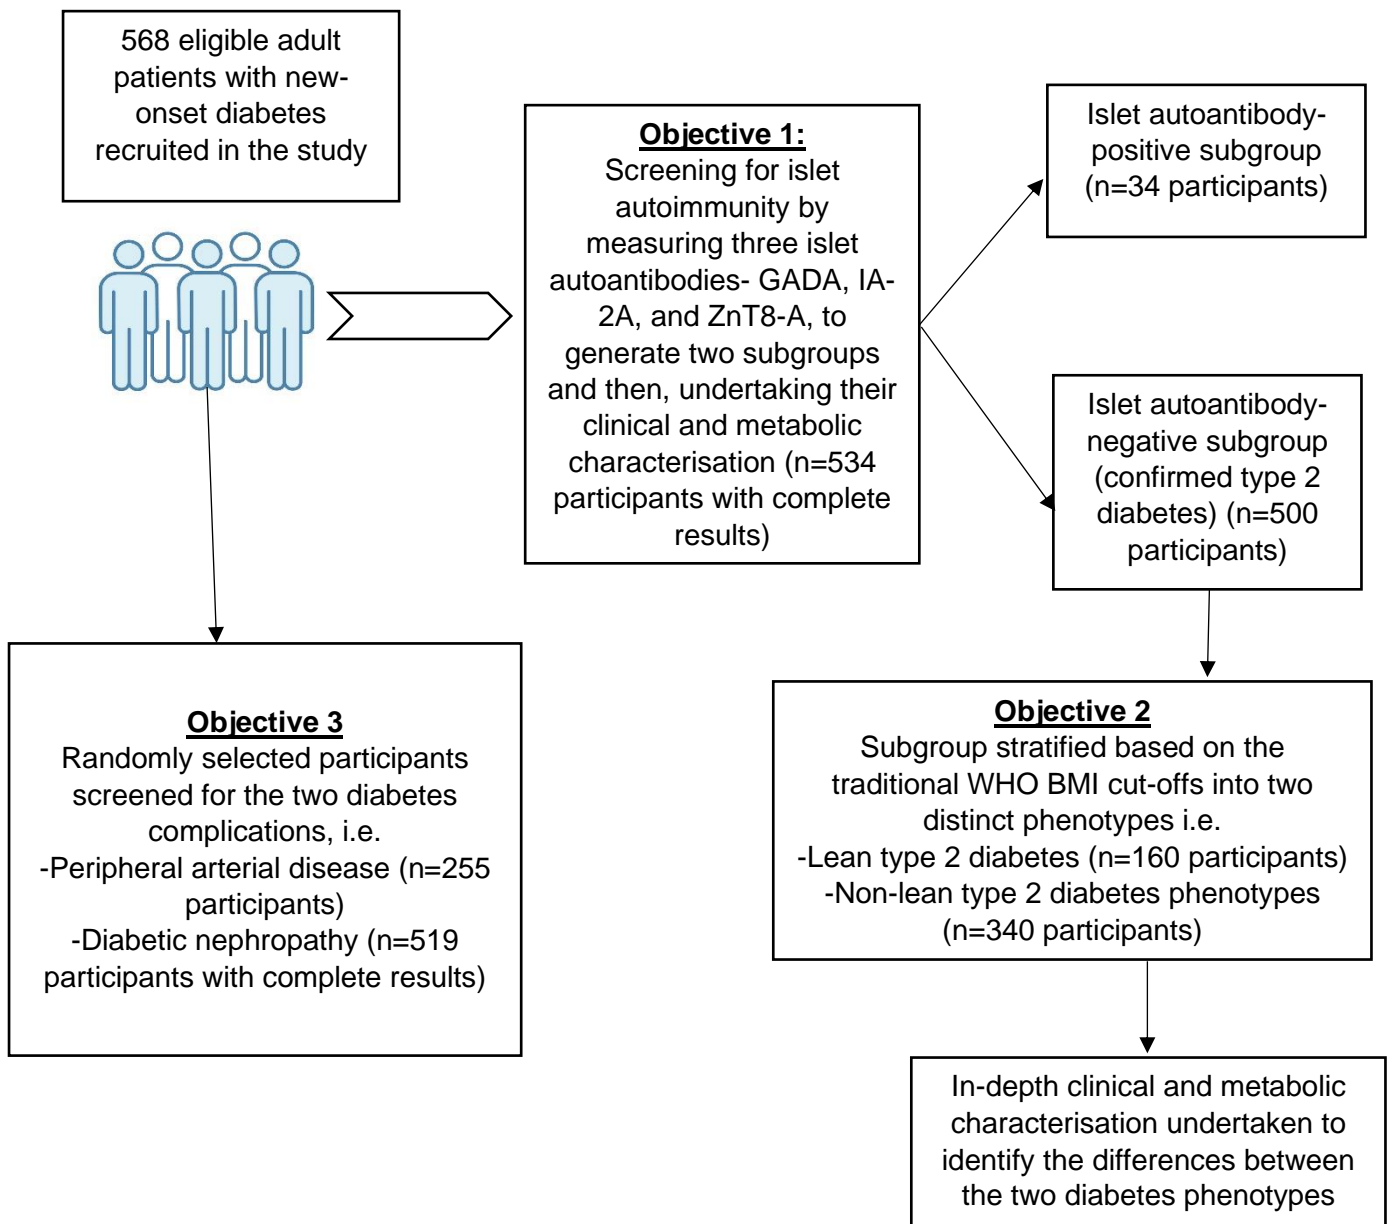 568 eligible adult
patients with new-
onset diabetes
recruited in the study
Objective 1:
Screening for islet
autoimmunity by
measuring three islet
autoantibodies- GADA, IA-
2A, and ZnT8-A, to
generate two subgroups
and then, undertaking their
clinical and metabolic
characterisation (n=534
participants with complete
results)
Islet autoantibody-
positive subgroup
(n=34 participants)
Islet autoantibody-
negative subgroup
(confirmed type 2
diabetes) (n=500
participants)
Objective 3
Randomly selected participants
screened for the two diabetes
complications, i.e.
-Peripheral arterial disease (n=255
participants)
-Diabetic nephropathy (n=519
participants with complete results)
Objective 2
Subgroup stratified based on the
traditional WHO BMI cut-offs into two
distinct phenotypes i.e.
-Lean type 2 diabetes (n=160 participants)
-Non-lean type 2 diabetes phenotypes
(n=340 participants)
In-depth clinical and metabolic
characterisation undertaken to
identify the differences between
the two diabetes phenotypes